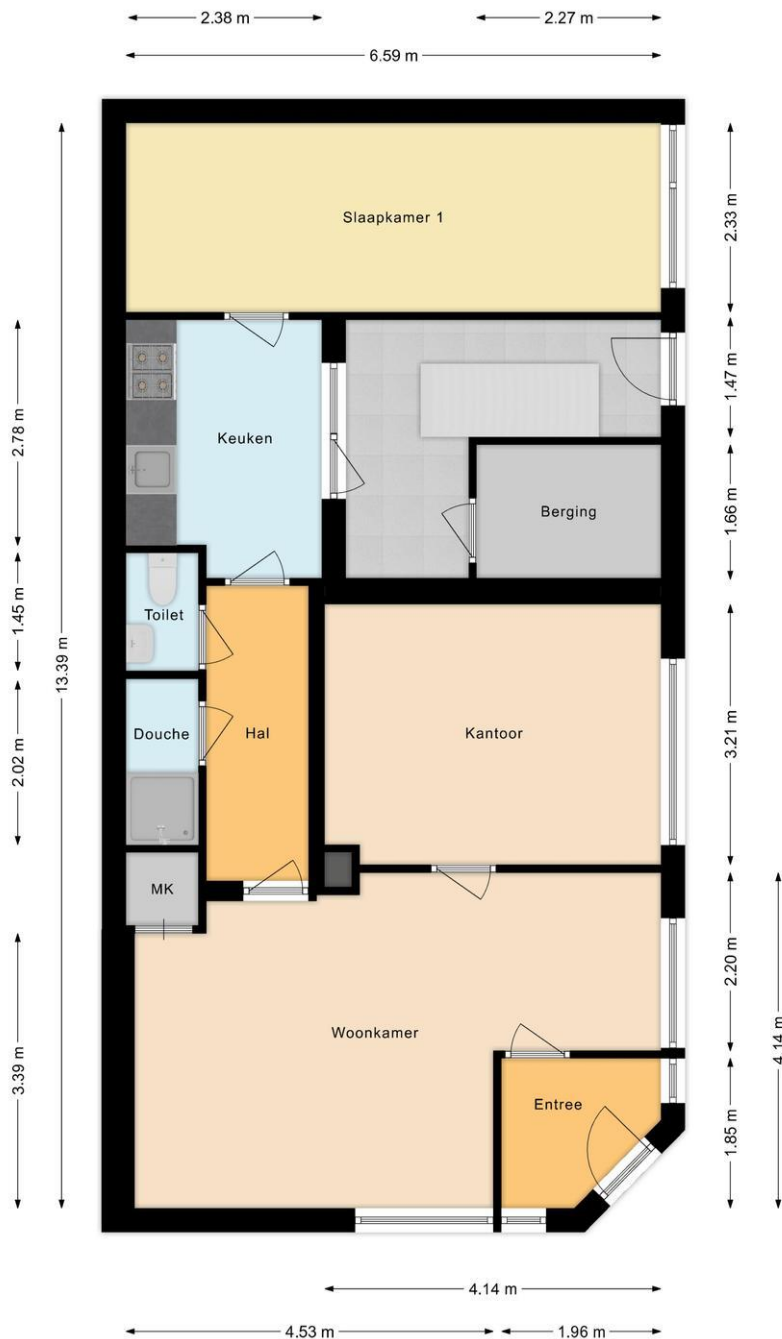 2.38 m
2.27 m
6.59 m
Slaapkamer 1
2.33 m
2.78 m
Keuken
1.47 m
Berging
1.66 m
1.45 m
Toilet
13.39 m
2.02 m
Douche
Hal
Kantoor
3.21 m
MK
3.39 m
Woonkamer
2.20 m
4.14 m
Entree
1.85 m
4.14 m
4.53 m
1.96 m